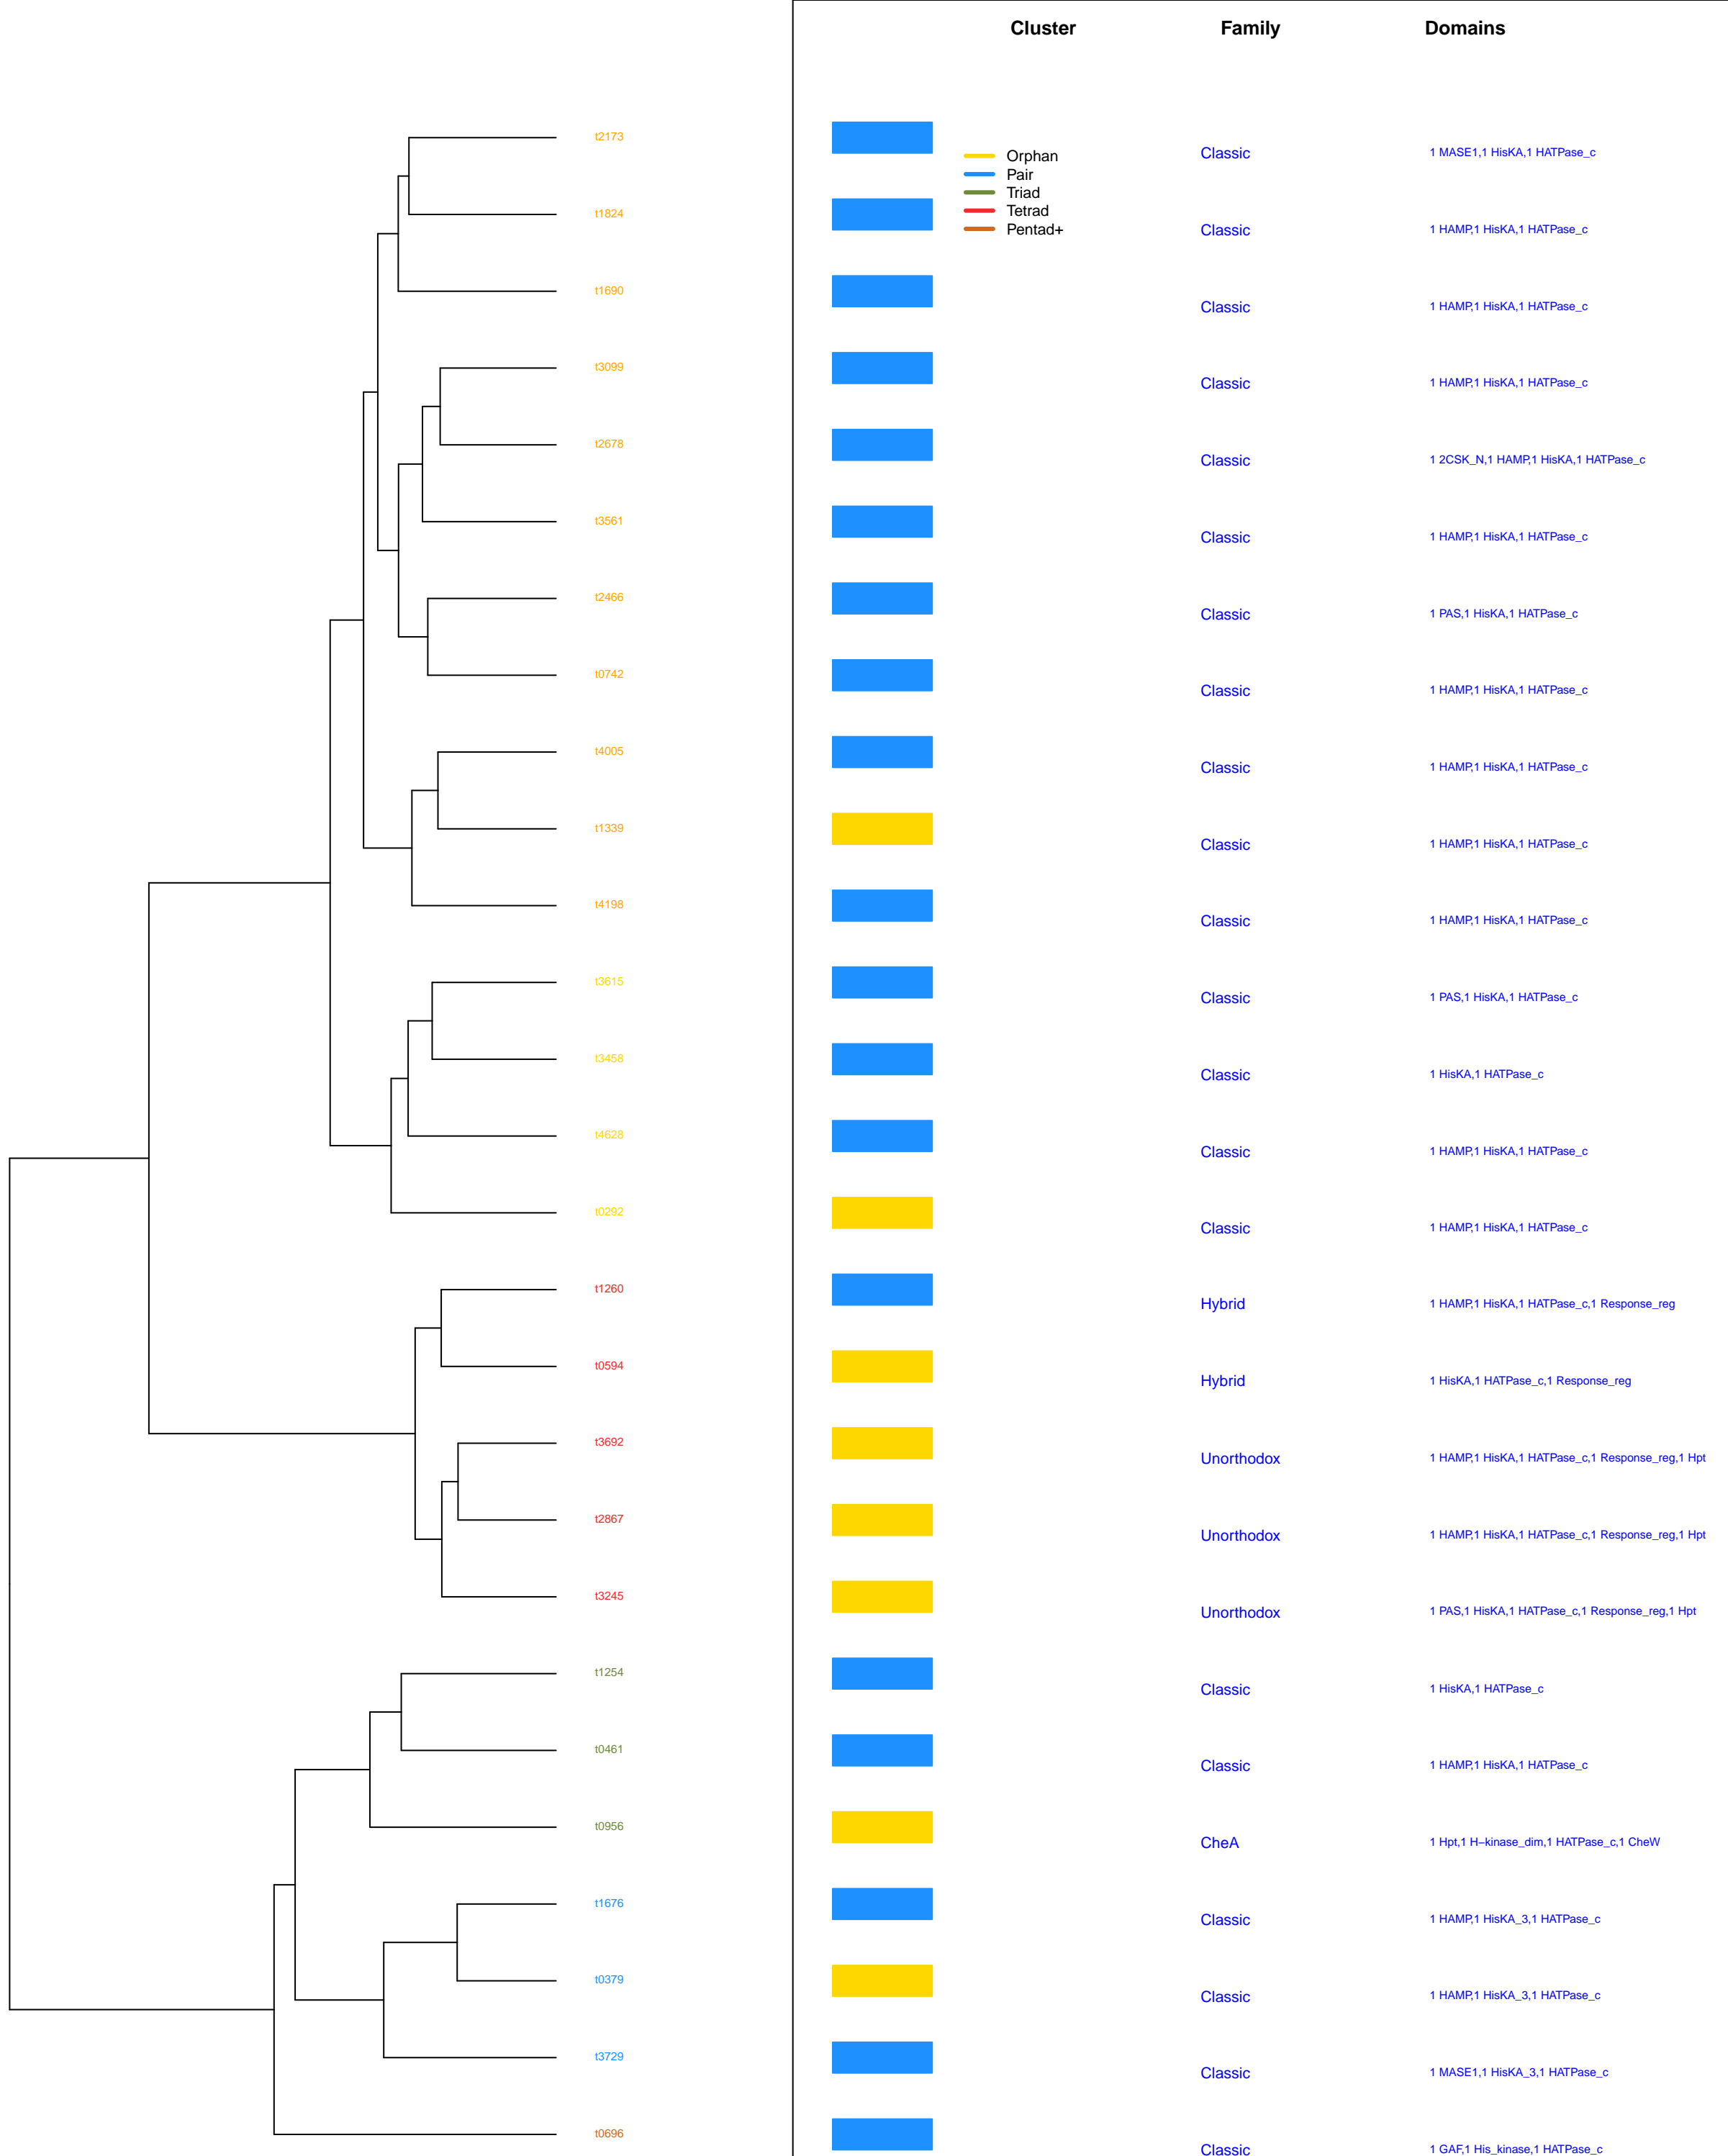 Cluster Family Domains
t2173
Orphan
Classic 1 MASE1,1 HisKA,1 HATPase_c
Pair
Triad
t1824 Tetrad
Pentad+ Classic 1 HAMP,1 HisKA,1 HATPase_c
t1690
Classic 1 HAMP,1 HisKA,1 HATPase_c
t3099
Classic 1 HAMP,1 HisKA,1 HATPase_c
t2678
Classic 1 2CSK_N,1 HAMP,1 HisKA,1 HATPase_c
t3561
Classic 1 HAMP,1 HisKA,1 HATPase_c
t2466
Classic 1 PAS,1 HisKA,1 HATPase_c
t0742
Classic 1 HAMP,1 HisKA,1 HATPase_c
t4005
Classic 1 HAMP,1 HisKA,1 HATPase_c
t1339
Classic 1 HAMP,1 HisKA,1 HATPase_c
t4198
Classic 1 HAMP,1 HisKA,1 HATPase_c
t3615
Classic 1 PAS,1 HisKA,1 HATPase_c
t3458
Classic 1 HisKA,1 HATPase_c
t4628
Classic 1 HAMP,1 HisKA,1 HATPase_c
t0292
Classic 1 HAMP,1 HisKA,1 HATPase_c
t1260
Hybrid 1 HAMP,1 HisKA,1 HATPase_c,1 Response_reg
t0594
Hybrid 1 HisKA,1 HATPase_c,1 Response_reg
t3692
Unorthodox 1 HAMP,1 HisKA,1 HATPase_c,1 Response_reg,1 Hpt
t2867
Unorthodox 1 HAMP,1 HisKA,1 HATPase_c,1 Response_reg,1 Hpt
t3245
Unorthodox 1 PAS,1 HisKA,1 HATPase_c,1 Response_reg,1 Hpt
t1254
Classic 1 HisKA,1 HATPase_c
t0461
Classic 1 HAMP,1 HisKA,1 HATPase_c
t0956
CheA 1 Hpt,1 H−kinase_dim,1 HATPase_c,1 CheW
t1676
Classic 1 HAMP,1 HisKA_3,1 HATPase_c
t0379
Classic 1 HAMP,1 HisKA_3,1 HATPase_c
t3729
Classic 1 MASE1,1 HisKA_3,1 HATPase_c
t0696
Classic 1 GAF,1 His_kinase,1 HATPase_c